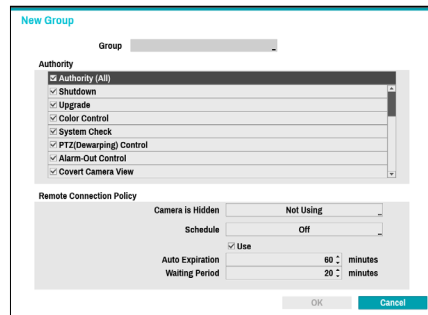 New Group
Group
Authority
Authority (All)
Shutdown
Upgrade
Color Control
System Check
PTZ(Dewarping) Control
Alarm-Out Control
Covert Camera View
Remote Connection Policy
Camera is Hidden Not Using
Schedule Off
Use
Auto Expiration 60 minutes
Waiting Period 20 minutes
OK Cancel